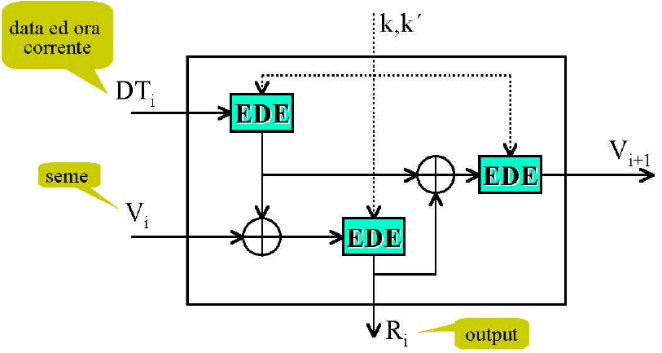 data ed ora
corrente
k,k´
DTi
EDE
seme
Vi
EDE
EDE
Vi+1
Ri
output